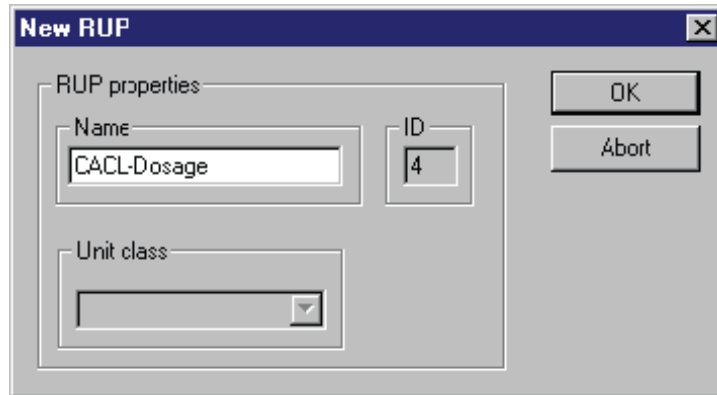 New RUP
RUP properties
Name
CACL-Dosage
ID
4
Unit class
OK
Abort